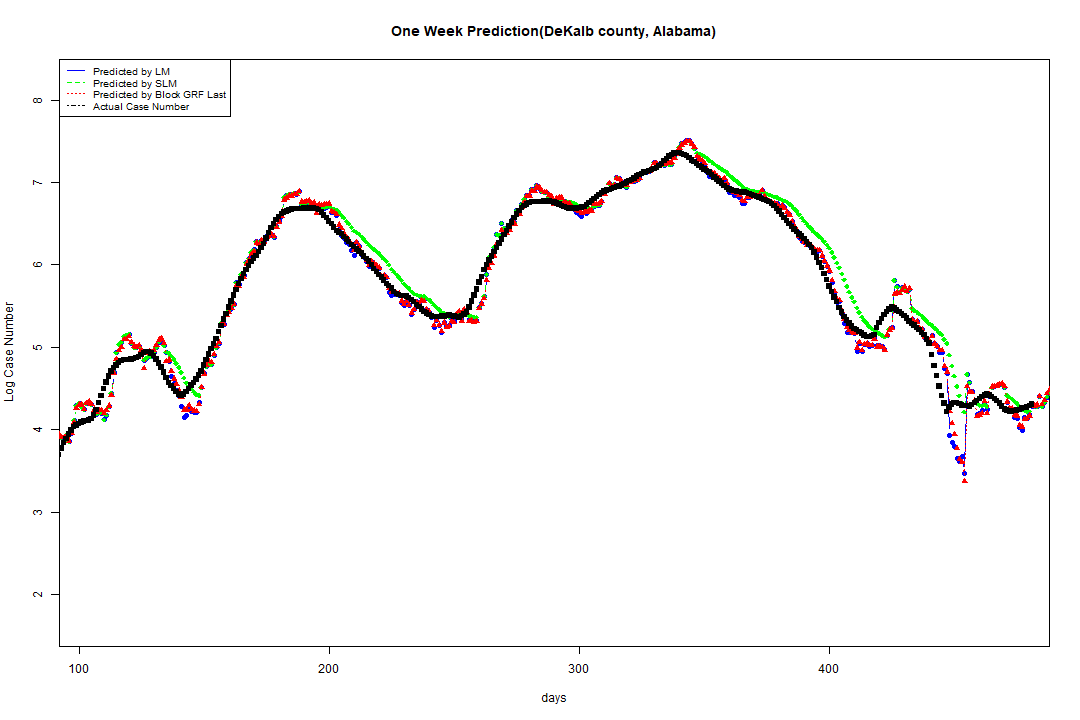 One Week Prediction(DeKalb county, Alabama)
Predicted by LM
Predicted by SLM
Predicted by Block GRF Last
Actual Case Number
Log Case Number
8
7
6
5
4
3
2
100 200 300 400
days